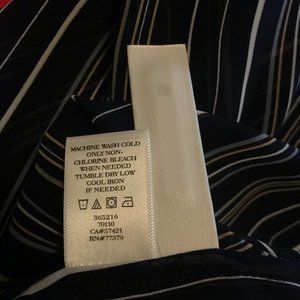 MACHINE WASH COLD
ONLY NON-
CHLORINE BLEACH
WHEN NEEDED
TUMBLE DRY LOW
COOL IRON
IF NEEDED
365216
70110
CA#57421
RN#77379